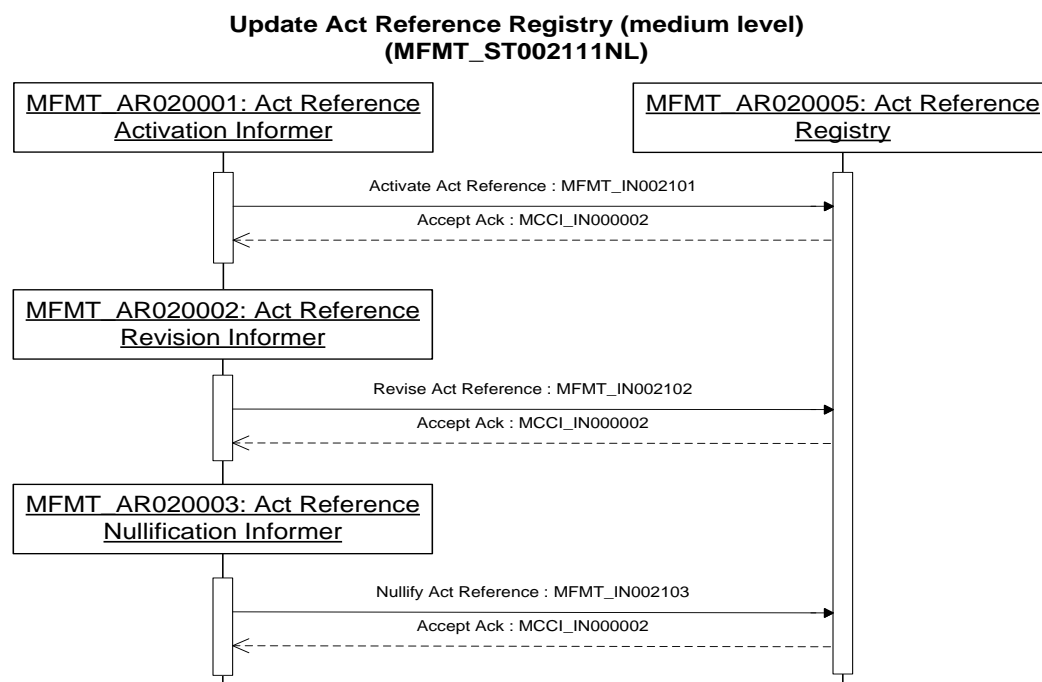 Update Act Reference Registry (medium level)
(MFMT_ST002111NL)
MFMT_AR020001: Act Reference
Activation Informer
MFMT_AR020005: Act Reference
Registry
Activate Act Reference : MFMT_IN002101
Accept Ack : MCCI_IN000002
MFMT_AR020002: Act Reference
Revision Informer
Revise Act Reference : MFMT_IN002102
Accept Ack : MCCI_IN000002
MFMT_AR020003: Act Reference
Nullification Informer
Nullify Act Reference : MFMT_IN002103
Accept Ack : MCCI_IN000002